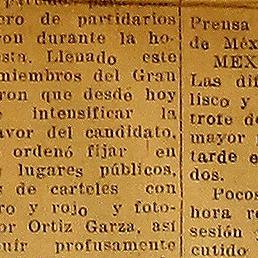 ero de partidarios
ron durante la ho-
esta. Llenado este
miembros del Gran
ron que desde hoy
intensificar la
avor del candidato.
ordenó fijar en
lugares públicos,
s de carteles con
ro y rojo y foto-
or Ortiz Garza, así
uír profusamente
Prensa
de Méx
MEX
Las dif
lisco y
trote de
mayor
tarde e
dos.
Pocos
hora re
sesión y
cutido